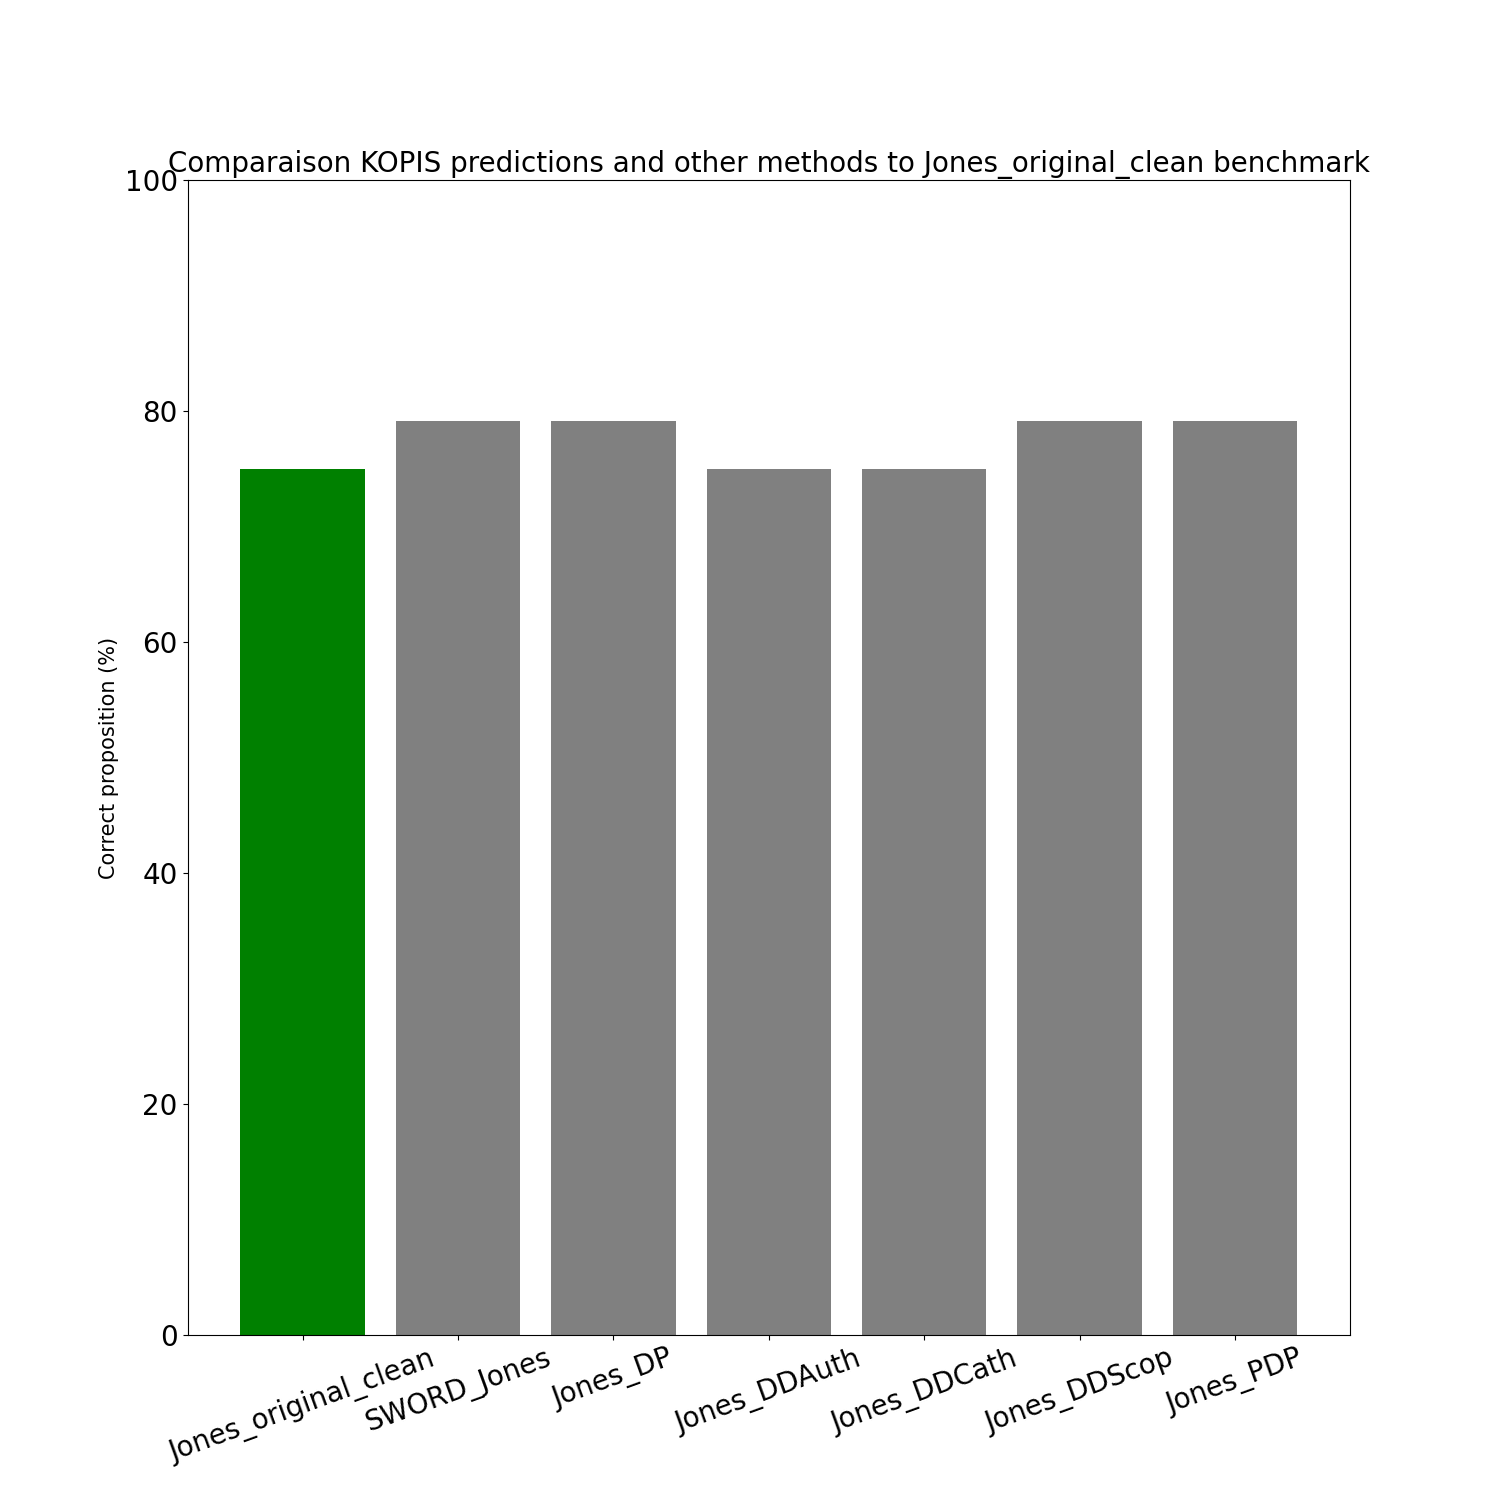 Comparaison KOPIS predictions and other methods to Jones_original_clean benchmark
100
80
60
40
20
0
Correct proposition (%)
Jones_original_clean
SWORD_Jones
Jones_DP
Jones_DDAuth
Jones_DDCath
Jones_DDScop
Jones_PDP